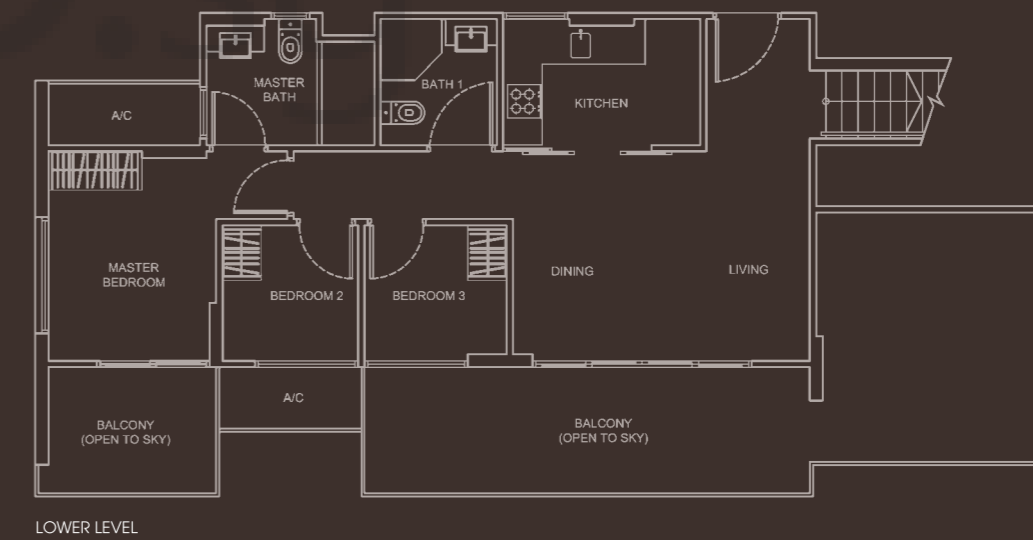 MASTER
BATH
BATH 1
A/C
KITCHEN
MASTER
BEDROOM
BEDROOM 2
BEDROOM 3
DINING
LIVING
A/C
BALCONY
(OPEN TO SKY)
BALCONY
(OPEN TO SKY)
LOWER LEVEL